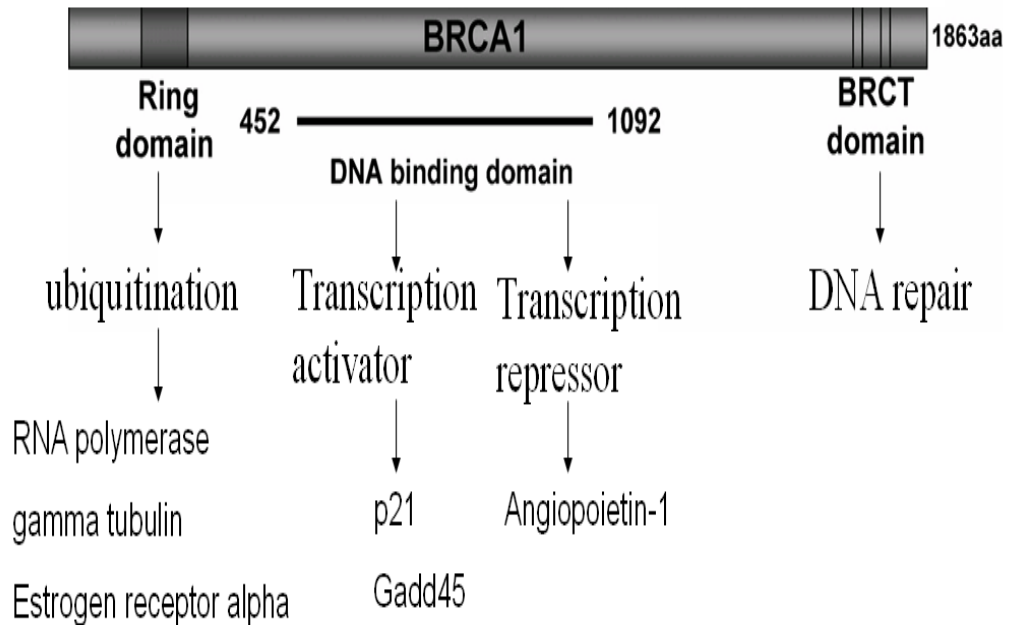 BRCA1
1863aa
Ring
domain
452
1092
DNA binding domain
BRCT
domain
ubiquitination
Transcription
activator
Transcription
repressor
DNA repair
RNA polymerase
gamma tubulin
Estrogen receptor alpha
p21
Gadd45
Angiopoietin-1